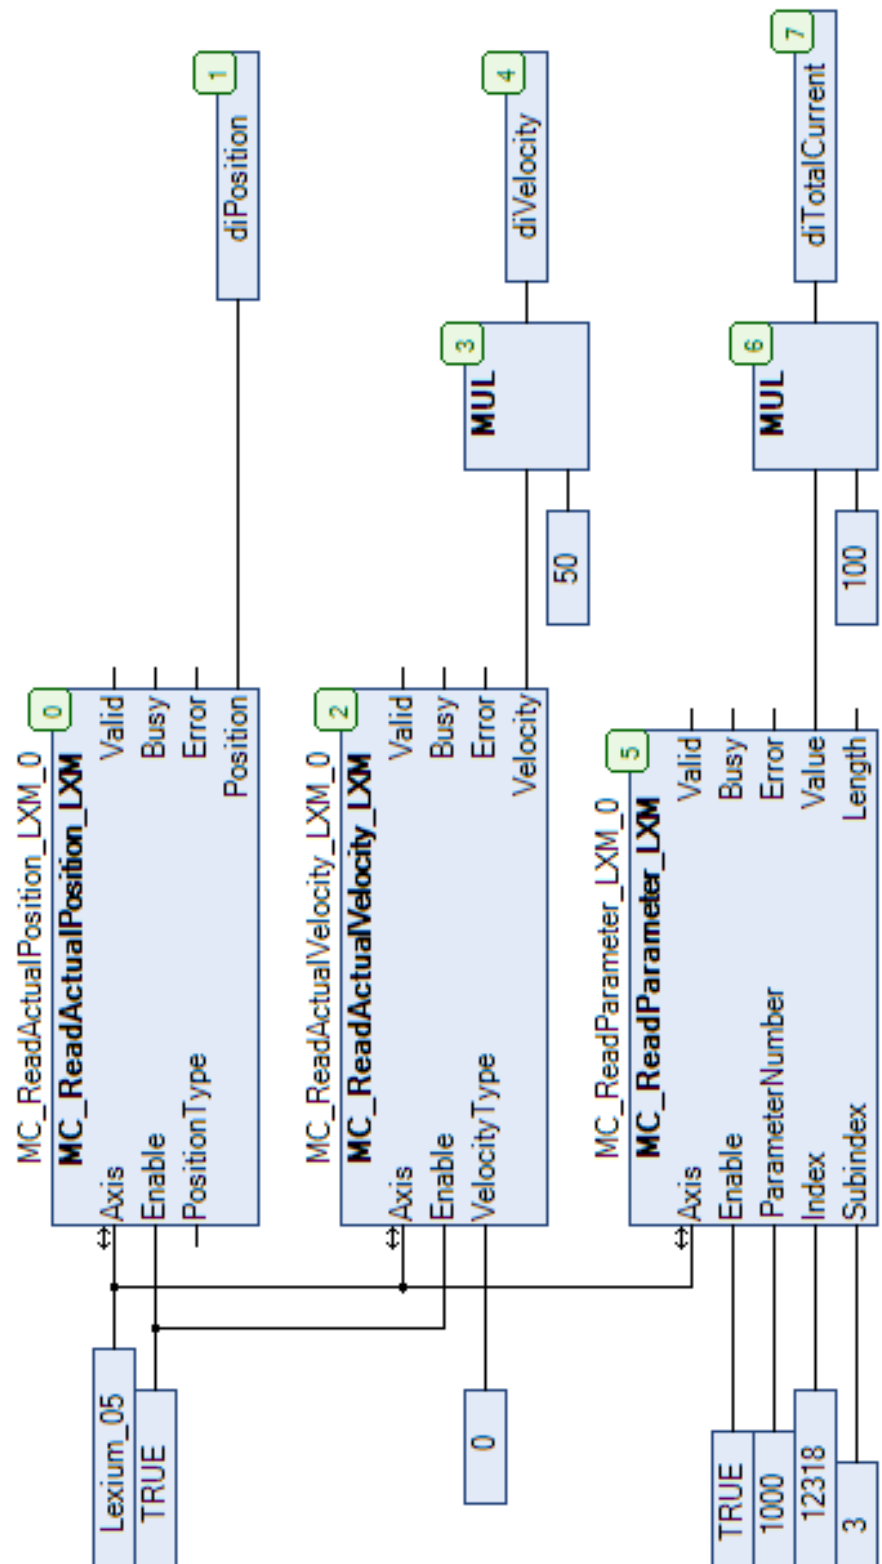 MC_ReadActualPosition_LXM_0
MC_ReadActualPosition_LXM
0
Lexium_05
Axis
Valid
TRUE
Enable
Busy
PositionType
Error
Position
diPosition
1
MC_ReadActualVelocity_LXM_0
MC_ReadActualVelocity_LXM
2
Axis
Valid
Enable
Busy
0
VelocityType
Error
Velocity
MUL
3
diVelocity
4
50
MC_ReadParameter_LXM_0
MC_ReadParameter_LXM
5
Axis
Valid
TRUE
Enable
Busy
1000
ParameterNumber
Error
12318
Index
Value
MUL
6
diTotalCurrent
7
3
Subindex
Length
100